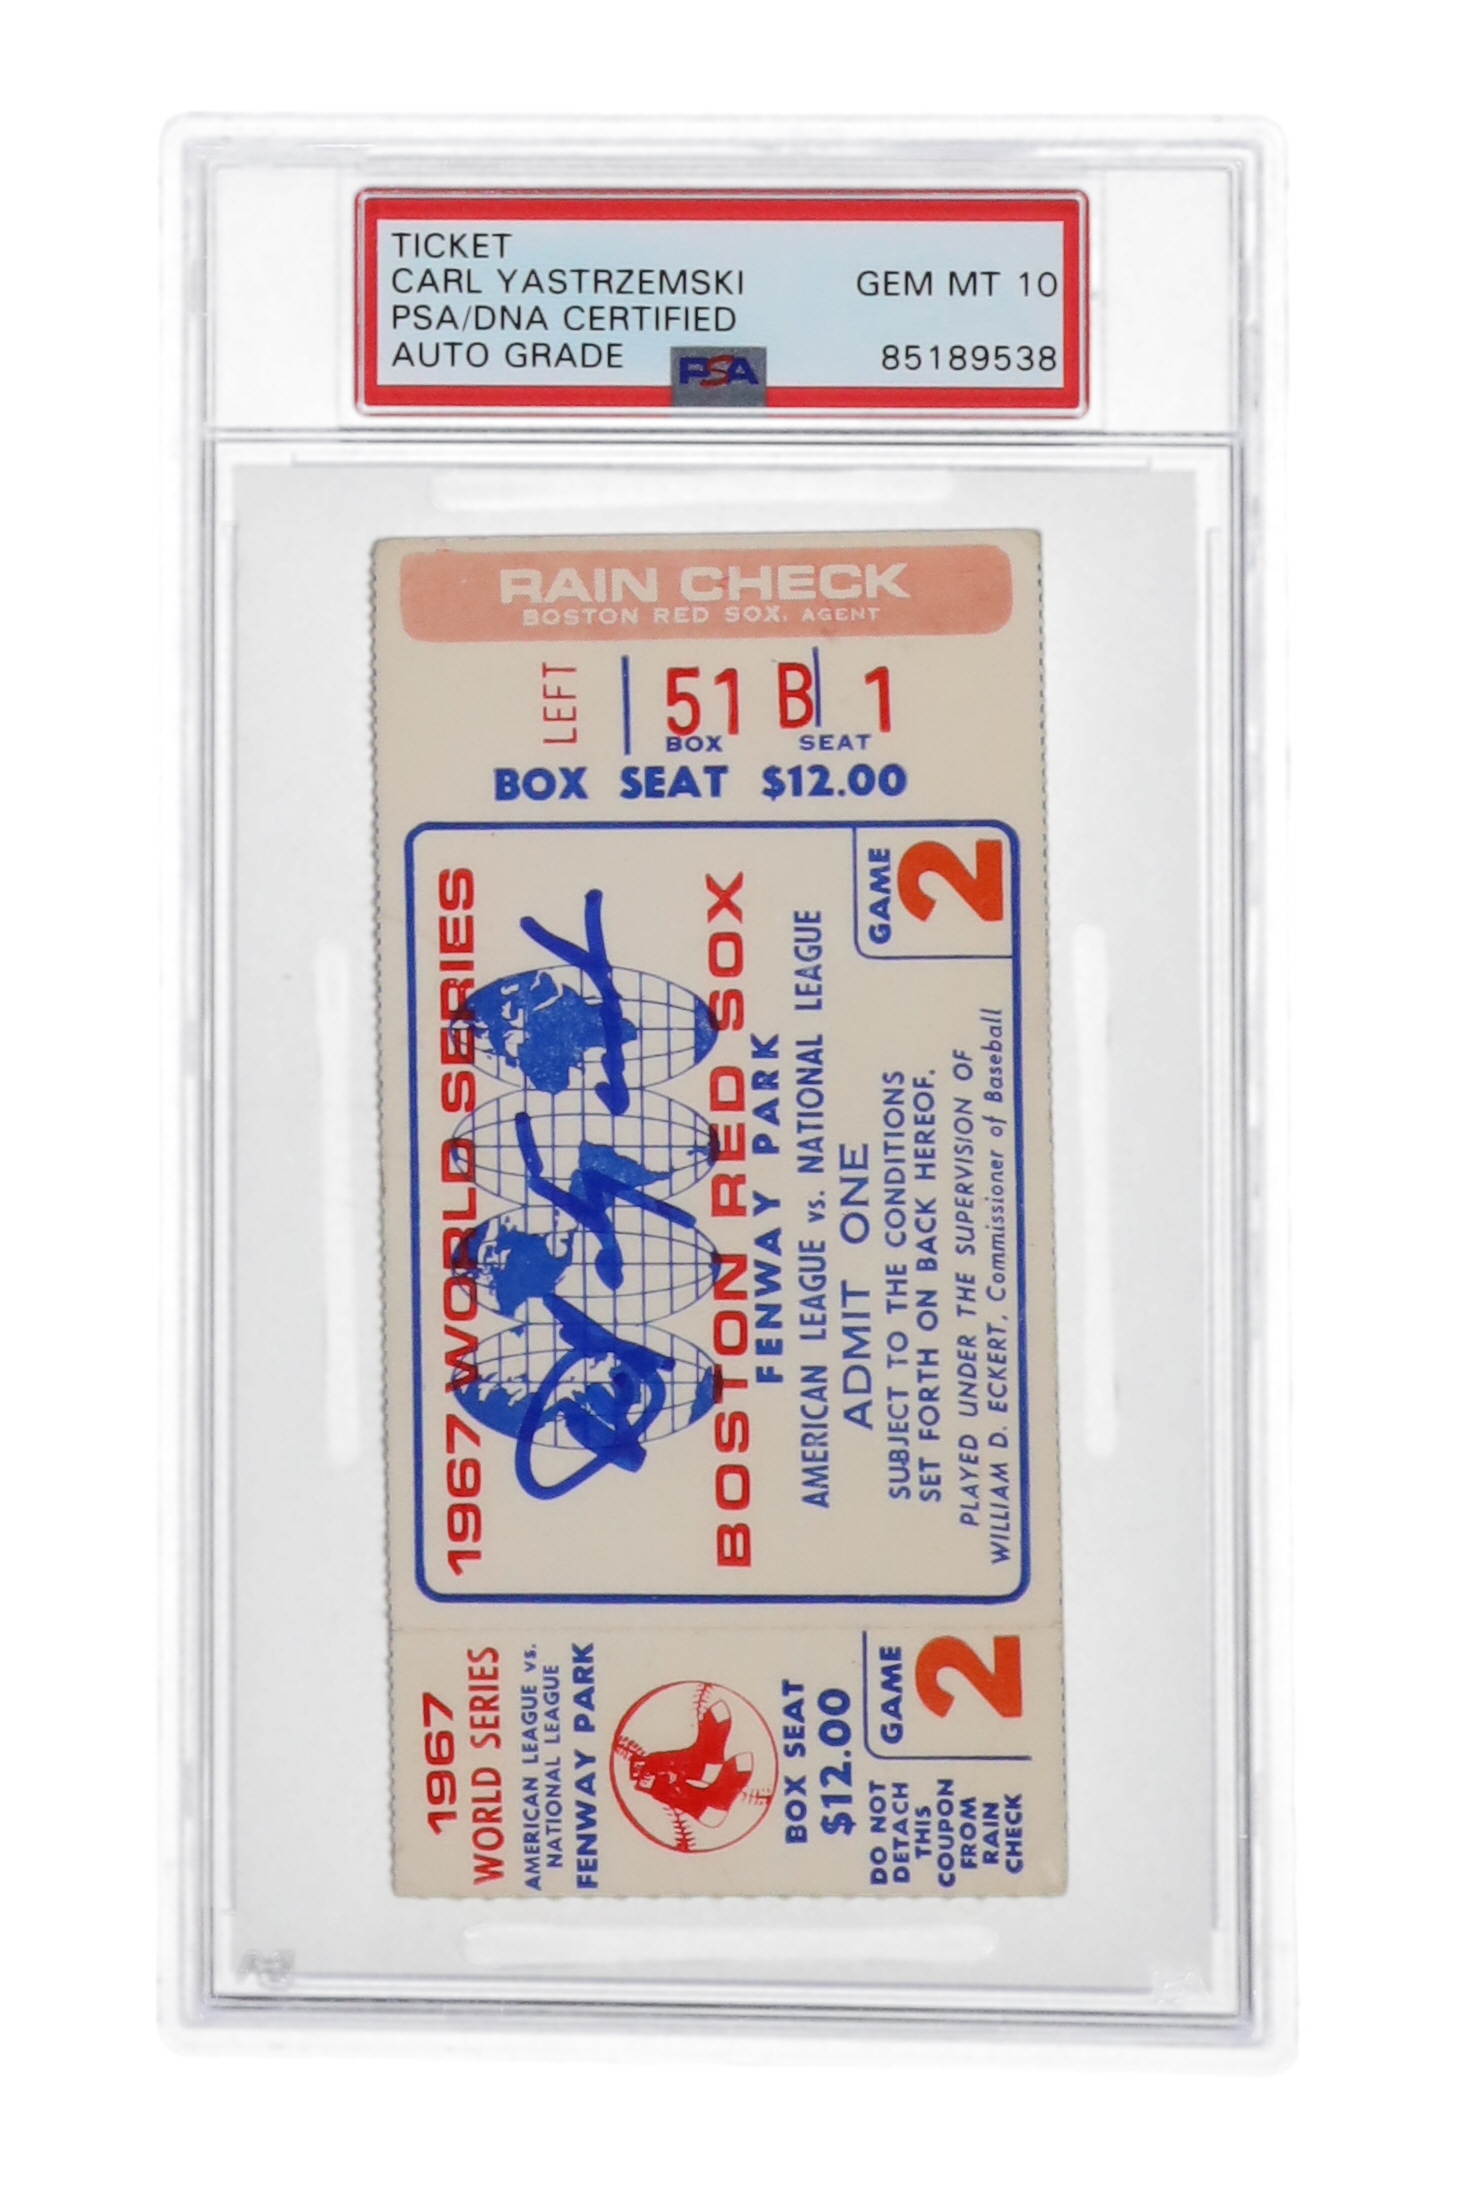 TICKET
CARL YASTRZEMSKI GEM MT 10
PSA/DNA CERTIFIED
AUTO GRADE 85189538
PSA
RAIN CHECK
BOSTON RED SOX, AGENT
LEFT 51 B 1
BOX SEAT
BOX SEAT $12.00
1967 WORLD SERIES
BOSTON RED SOX
FENWAY PARK
AMERICAN LEAGUE vs. NATIONAL LEAGUE
ADMIT ONE
SUBJECT TO THE CONDITIONS
SET FORTH ON BACK HEREOF.
PLAYED UNDER THE SUPERVISION OF
WILLIAM D. ECKERT, Commissioner of Baseball
GAME
2
1967
WORLD SERIES
AMERICAN LEAGUE vs.
NATIONAL LEAGUE
FENWAY PARK
BOX SEAT
$12.00
GAME
2
DO NOT
DETACH
THIS
COUPON
FROM
RAIN
CHECK